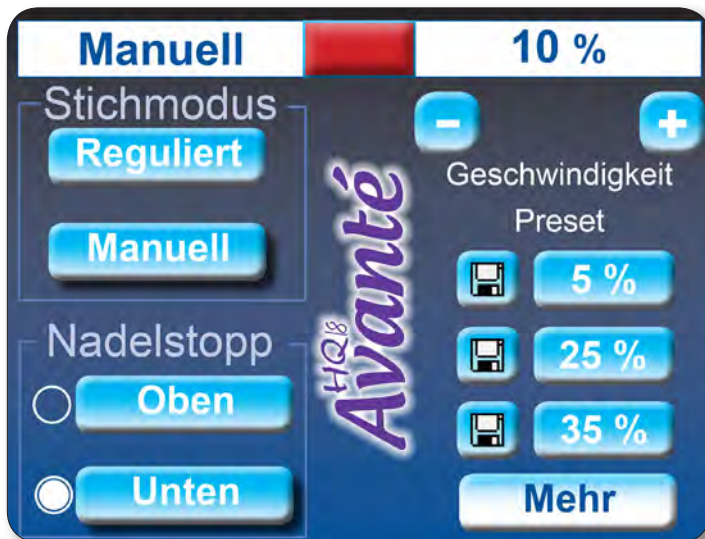 Manuell
10 %
Stichmodus
Reguliert
Manuell
Nadelstopp
Oben
Unten
HQ18
Avanté
- +
Geschwindigkeit
Preset
5 %
25 %
35 %
Mehr